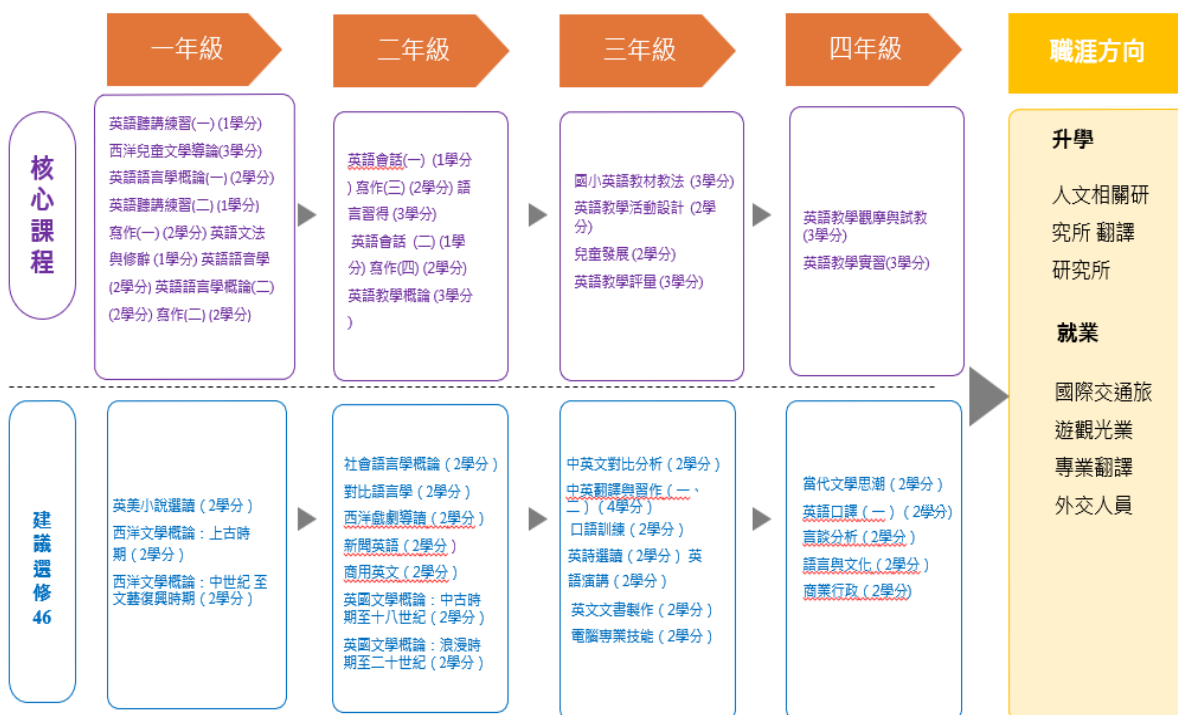 一年級
二年級
三年級
四年級
職涯方向
核心課程
英語聽講練習(一) (1學分)
西洋兒童文學導論(3學分)
英語語言學概論(一) (2學分)
英語聽講練習(二) (1學分)
寫作(一) (2學分) 英語文法
與修辭 (1學分) 英語語音學
(2學分) 英語語言學概論(二)
(2學分) 寫作(二) (2學分)
英語會話(一) (1學分
) 寫作(三) (2學分) 語
言習得 (3學分)
英語會話 (二) (1學
分) 寫作(四) (2學分)
英語教學概論 (3學分
)
國小英語教材教法 (3學分)
英語教學活動設計 (2學
分)
兒童發展 (2學分)
英語教學評量 (3學分)
英語教學觀摩與試教
(3學分)
英語教學實習(3學分)
升學
人文相關研
究所 翻譯
研究所
就業
國際交通旅
遊觀光業
專業翻譯
外交人員
建議選修
46
英美小說選讀（2學分）
西洋文學概論：上古時
期（2學分）
西洋文學概論：中世紀 至
文藝復興時期（2學分）
社會語言學概論（2學分）
對比語言學（2學分）
西洋戲劇導讀（2學分）
新聞英語（2學分）
商用英文（2學分）
英國文學概論：中古時
期至十八世紀（2學分）
英國文學概論：浪漫時
期至二十世紀（2學分）
中英文對比分析（2學分）
中英翻譯與習作（一、
二）（4學分）
口語訓練（2學分）
英詩選讀（2學分） 英
語演講（2學分）
英文文書製作（2學分）
電腦專業技能（2學分）
當代文學思潮（2學分）
英語口譯（一）（2學分)
言談分析（2學分）
語言與文化（2學分）
商業行政（2學分)